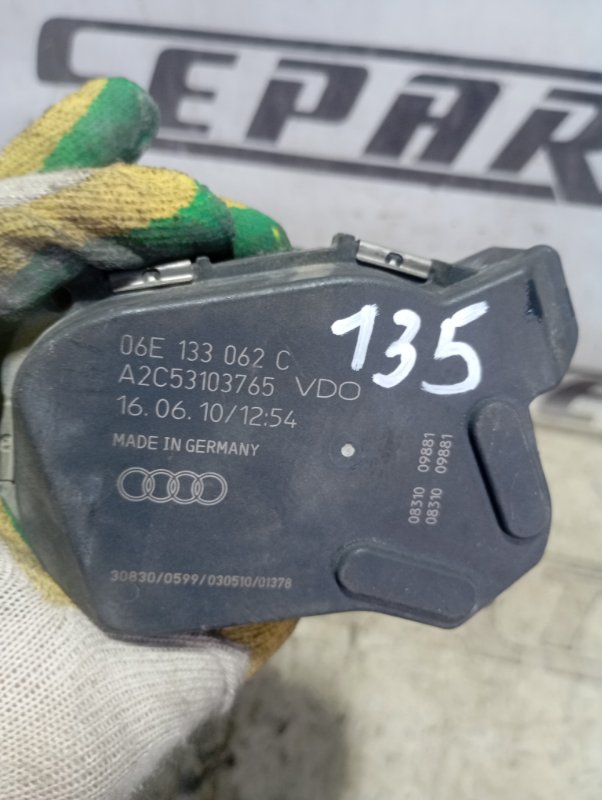 EPAR
135
06E 133 062 C
A2C53103765 VDO
16.06.10/12:54
MADE IN GERMANY
08310 09881
08310 09881
30830/0599/030510/01378